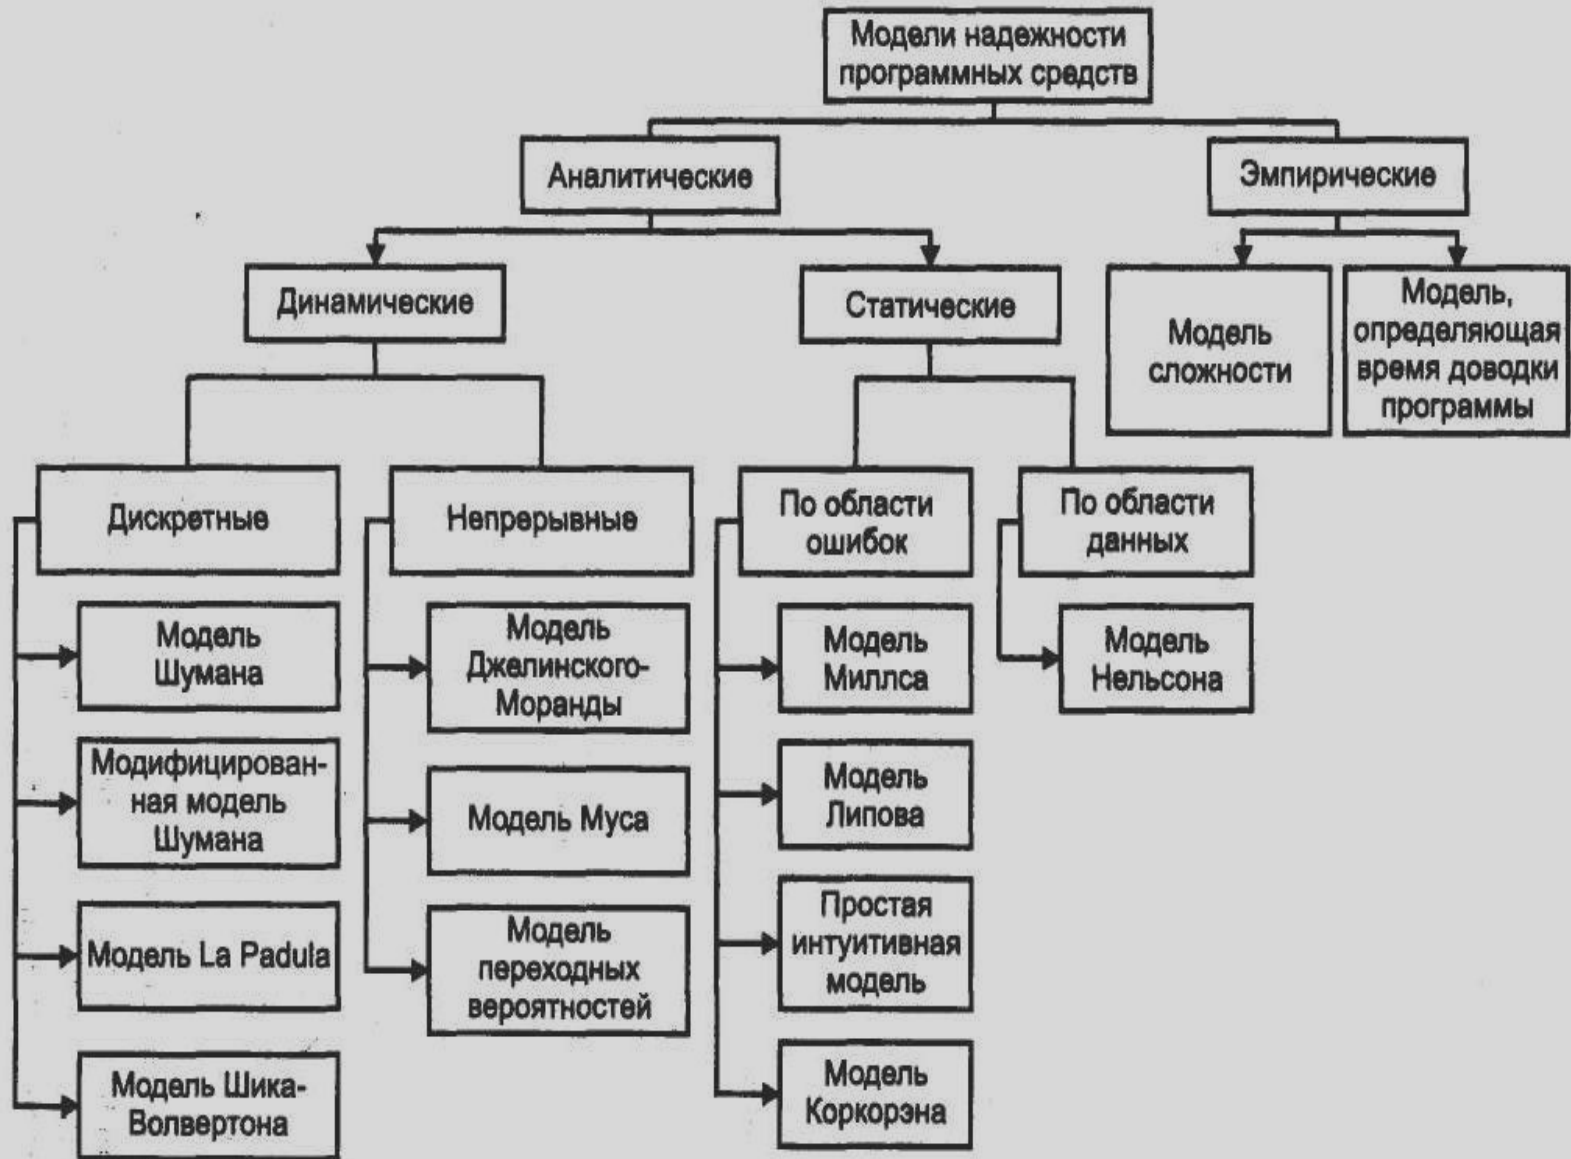 Модели надежности
программных средств
Аналитические
Эмпирические
Динамические
Статические
Модель
сложности
Модель,
определяющая
время доводки
программы
Дискретные
Непрерывные
По области
ошибок
По области
данных
Модель
Шумана
Модифицирован-
ная модель
Шумана
Модель La Padula
Модель Шика-
Волвертона
Модель
Джелинского-
Моранды
Модель Муса
Модель
переходных
вероятностей
Модель
Миллса
Модель
Липова
Простая
интуитивная
модель
Модель
Коркорэна
Модель
Нельсона